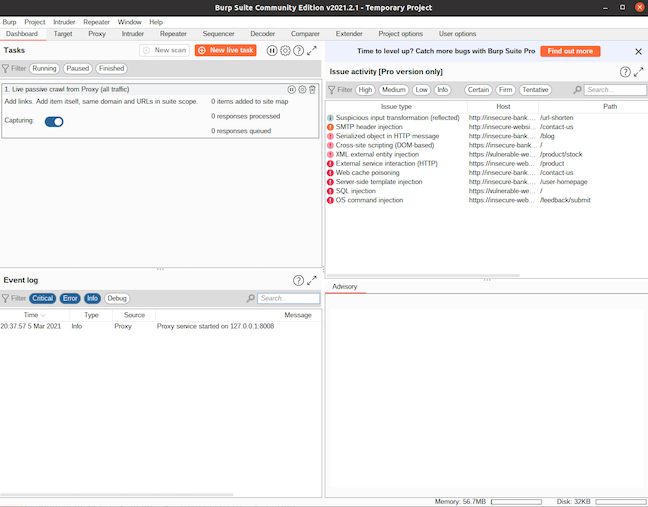 Burp Suite Community Edition v2021.2.1 - Temporary Project
Burp Project Intruder Repeater Window Help
Dashboard Target Proxy Intruder Repeater Sequencer Decoder Comparer Extender Project options User options
Tasks New scan New live task
Filter Running Paused Finished
1. Live passive crawl from Proxy (all traffic)
Add links. Add item itself, same domain and URLs in suite scope. 0 items added to site map
0 responses processed
Capturing:
0 responses queued
Time to level up? Catch more bugs with Burp Suite Pro Find out more
Issue activity [Pro version only]
Filter High Medium Low Info Certain Firm Tentative Search...
Issue type Host Path
Suspicious input transformation (reflected) http://insecure-bank.... /url-shorten
SMTP header injection http://insecure-websi... /contact-us
Serialized object in HTTP message http://insecure-bank.... /blog
Cross-site scripting (DOM-based) https://insecure-bank.... /
XML external entity injection https://vulnerable-we... /product/stock
External service interaction (HTTP) https://insecure-web... /product
Web cache poisoning http://insecure-bank.... /contact-us
Server-side template injection http://insecure-bank.... /user-homepage
SQL injection https://vulnerable-we... /
OS command injection https://insecure-web... /feedback/submit
Event log
Filter Critical Error Info Debug Search...
Time Type Source Message
20:37:57 5 Mar 2021 Info Proxy Proxy service started on 127.0.0.1:8008
Advisory
Memory: 56.7MB Disk: 32KB